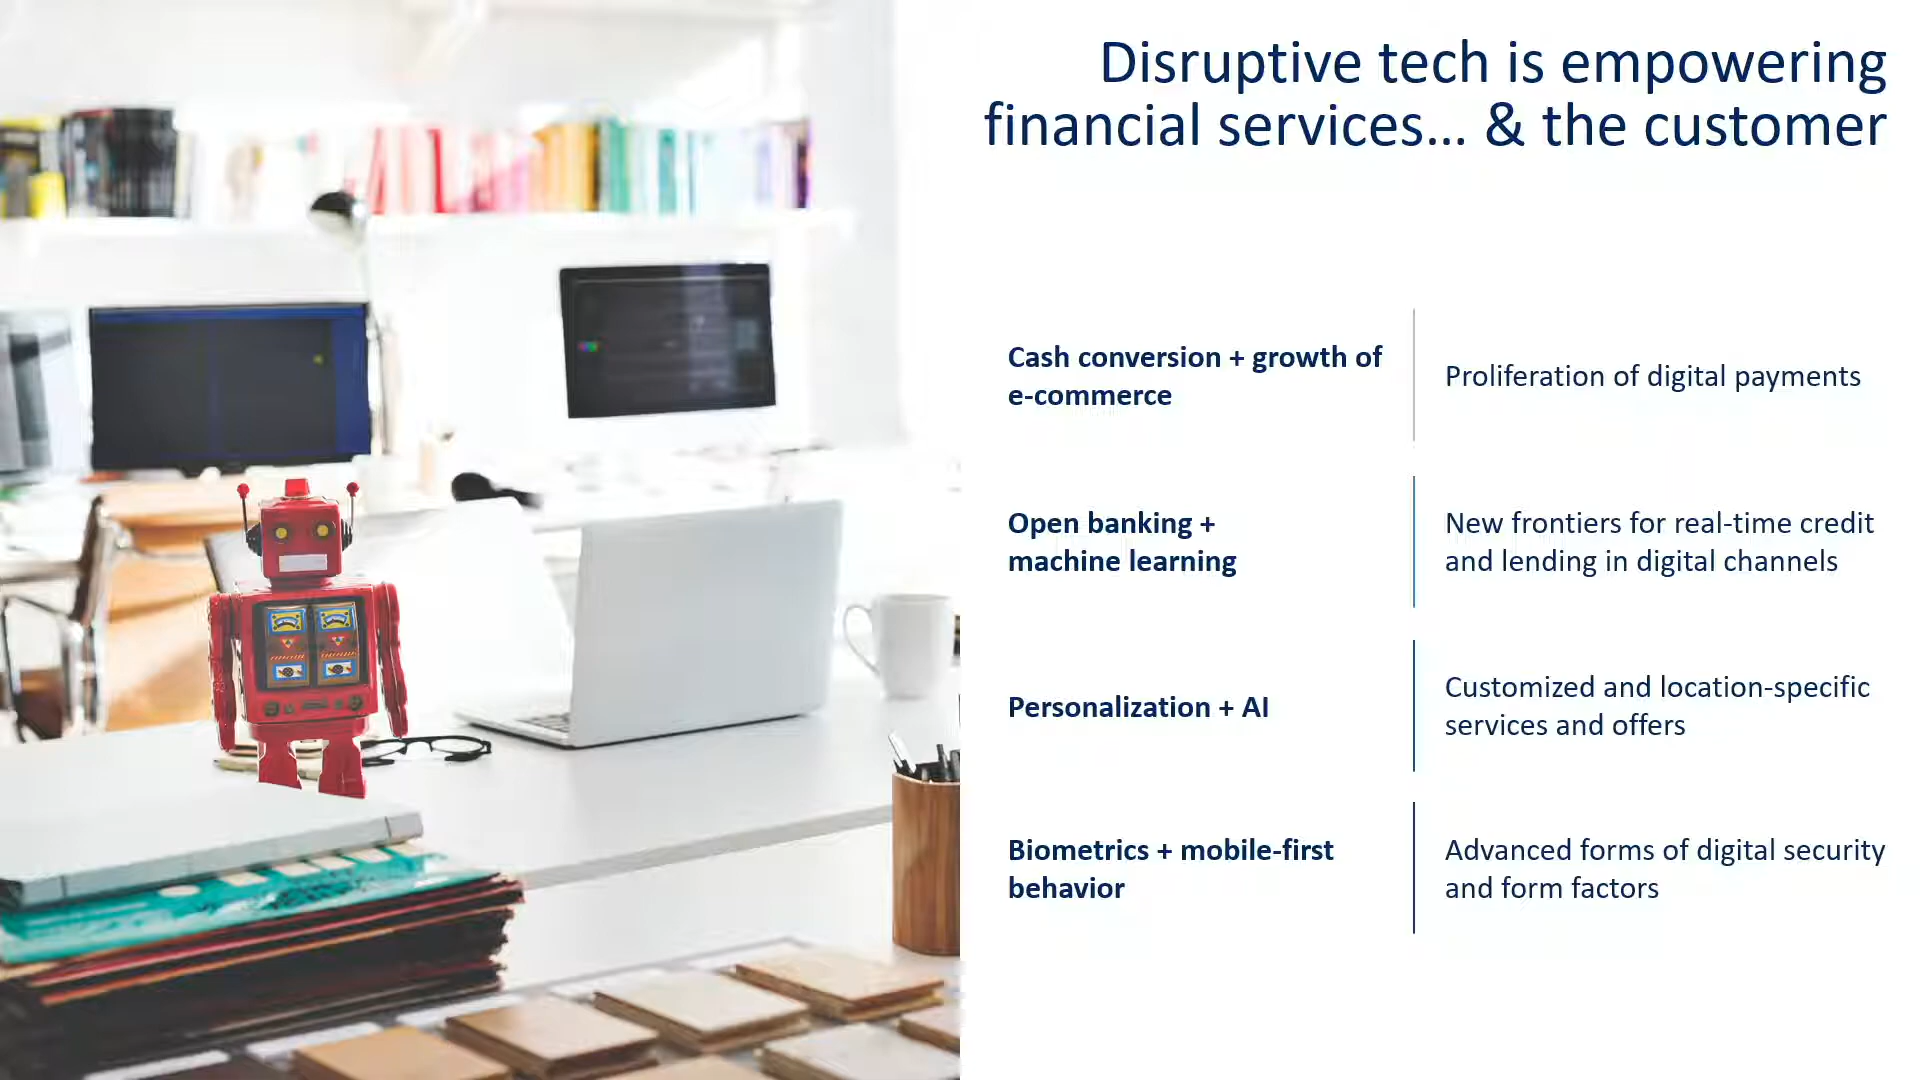 Disruptive tech is empowering
financial services... & the customer
Cash conversion + growth of
e-commerce
Proliferation of digital payments
Open banking +
machine learning
New frontiers for real-time credit
and lending in digital channels
Personalization + AI
Customized and location-specific
services and offers
Biometrics + mobile-first
behavior
Advanced forms of digital security
and form factors